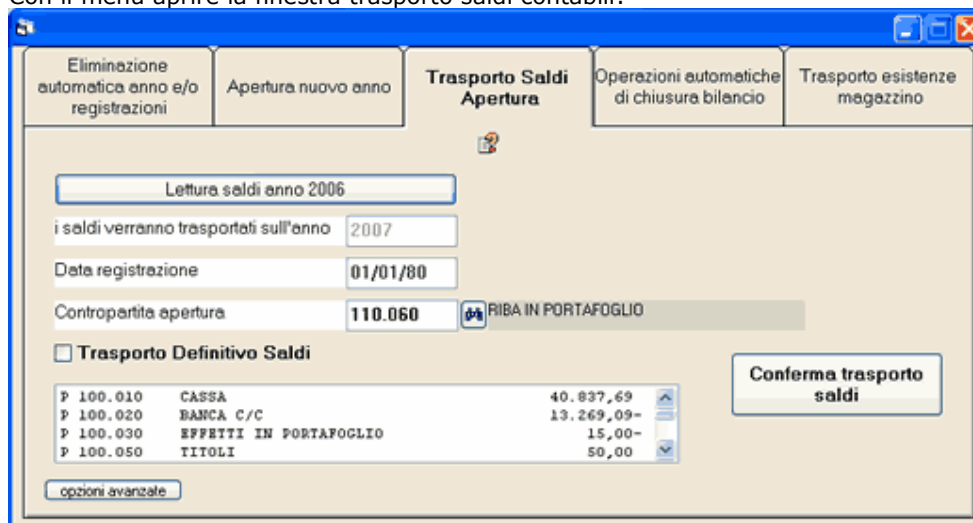 Con il menù aprire la finestra trasporto saldi contabili:
Eliminazione
automatica anno e/o
registrazioni
Apertura nuovo anno
Trasporto Saldi
Apertura
Operazioni automatiche
di chiusura bilancio
Trasporto esistenze
magazzino
Lettura saldi anno 2006
i saldi verranno trasportati sull'anno 2007
Data registrazione 01/01/80
Contropartita apertura 110.060 RIBA IN PORTAFOGLIO
Trasporto Definitivo Saldi
P 100.010 CASSA 40.837,69
P 100.020 BANCA C/C 13.269,09-
P 100.030 EFFETTI IN PORTAFOGLIO 15,00-
P 100.050 TITOLI 50,00
Conferma trasporto
saldi
opzioni avanzate